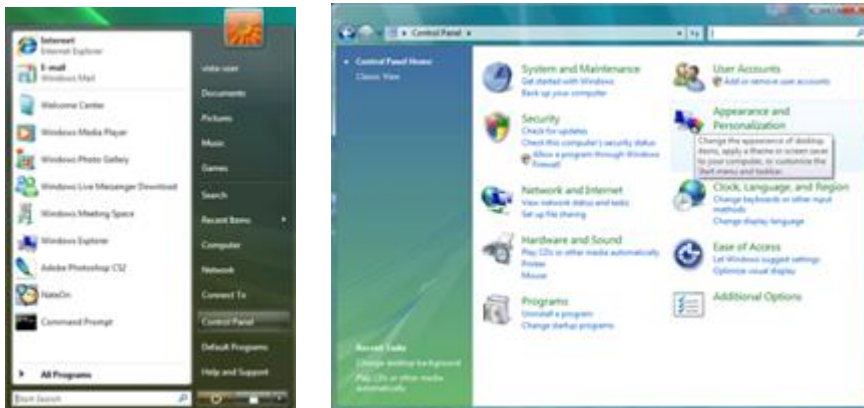 Internet
Internet Explorer
E-mail
Windows Mail
Welcome Center
Windows Media Player
Windows Photo Gallery
Windows Live Messenger Download
Windows Meeting Space
Windows Explorer
Adobe Photoshop CS2
NateOn
Command Prompt
All Programs
Start Search
vista user
Documents
Pictures
Music
Games
Search
Recent Items
Computer
Network
Connect To
Control Panel
Default Programs
Help and Support
Control Panel
Control Panel Home
Classic View
System and Maintenance
Get started with Windows
Back up your computer
Security
Check for updates
Check this computer's security status
Allow a program through Windows
Firewall
Network and Internet
View network status and tasks
Set up file sharing
Hardware and Sound
Play CDs or other media automatically
Printer
Mouse
Programs
Uninstall a program
Change startup programs
User Accounts
Add or remove user accounts
Appearance and
Personalization
Change the appearance of desktop
items, apply a theme or screen saver
to your computer, or customize the
Start menu and taskbar.
Clock, Language, and Region
Change keyboards or other input
methods
Change display language
Ease of Access
Let Windows suggest settings
Optimize visual display
Additional Options
Recent Tasks
Change desktop background
Play CDs or other media
automatically